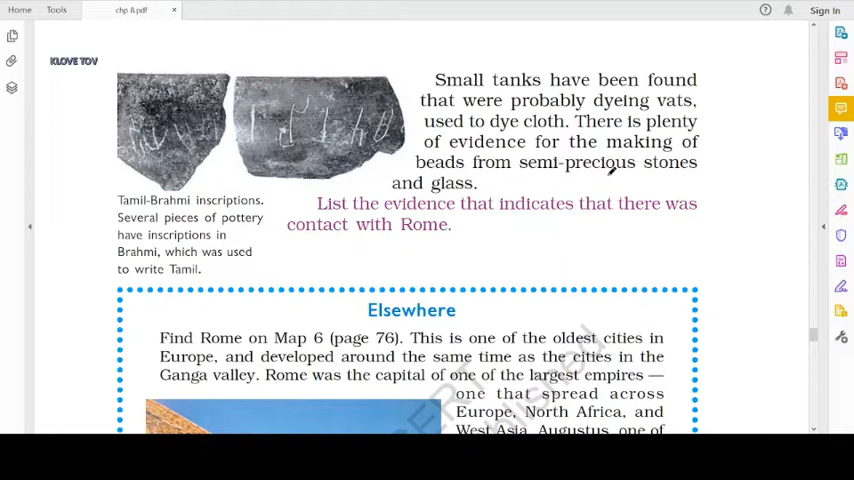 Home
Tools
chp 8.pdf
×
Sign In
KLOVE TOV
Small tanks have been found
that were probably dyeing vats,
used to dye cloth. There is plenty
of evidence for the making of
beads from semi-precious stones
and glass.
Tamil-Brahmi inscriptions.
Several pieces of pottery
have inscriptions in
Brahmi, which was used
to write Tamil.
List the evidence that indicates that there was
contact with Rome.
Elsewhere
Find Rome on Map 6 (page 76). This is one of the oldest cities in
Europe, and developed around the same time as the cities in the
Ganga valley. Rome was the capital of one of the largest empires —
one that spread across
Europe, North Africa, and
West Asia. Augustus, one of